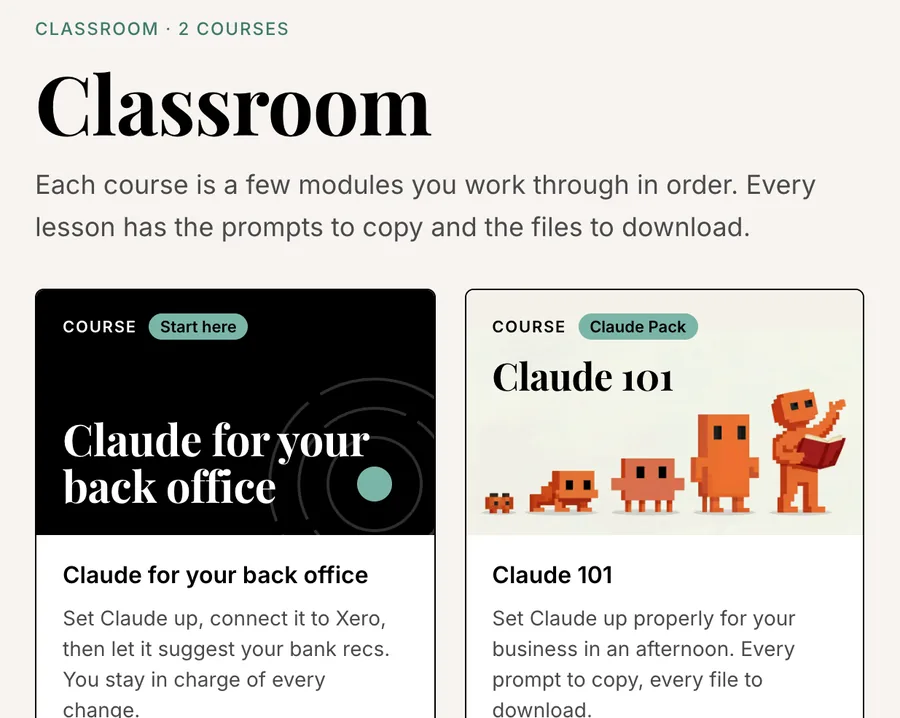 CLASSROOM · 2 COURSES
Classroom
Each course is a few modules you work through in order. Every
lesson has the prompts to copy and the files to download.
COURSE Start here
Claude for your
back office
Claude for your back office
Set Claude up, connect it to Xero,
then let it suggest your bank recs.
You stay in charge of every
change.
COURSE Claude Pack
Claude 101
Claude 101
Set Claude up properly for your
business in an afternoon. Every
prompt to copy, every file to
download.